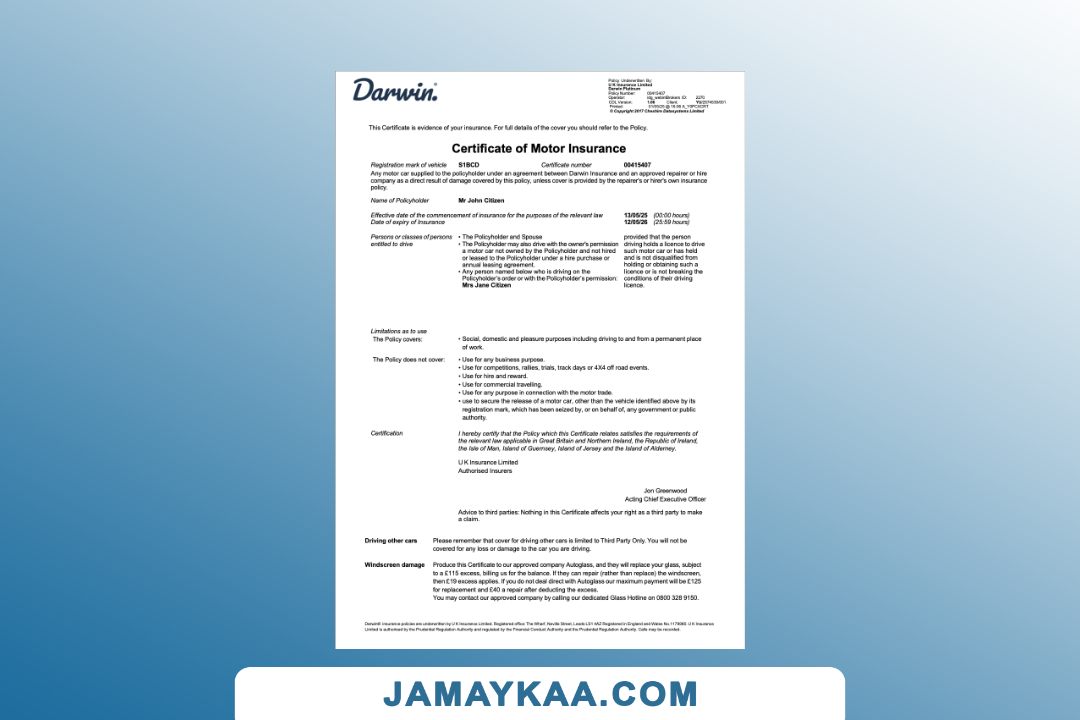 Darwin.
Policy Underwritten By:
U K Insurance Limited
Darwin Platinum
Policy Number: 00415407
Operator:
CDL Version: 1.06 Client:
Printed:
© Copyright 2017 Cheshire Datasystems Limited
This Certificate is evidence of your insurance. For full details of the cover you should refer to the Policy.
Certificate of Motor Insurance
Registration mark of vehicle S1BCD Certificate number 00415407
Any motor car supplied to the policyholder under an agreement between Darwin Insurance and an approved repairer or hire
company as a direct result of damage covered by this policy, unless cover is provided by the repairer's or hirer's own insurance
policy.
Name of Policyholder Mr John Citizen
Effective date of the commencement of insurance for the purposes of the relevant law 13/05/25 (00:00 hours)
Date of expiry of Insurance 12/05/26 (25:59 hours)
Persons or classes of persons
entitled to drive
• The Policyholder and Spouse
• The Policyholder may also drive with the owner's permission
a motor car not owned by the Policyholder and not hired
or leased to the Policyholder under a hire purchase or
annual leasing agreement.
• Any person named below who is driving on the
Policyholder's order or with the Policyholder's permission:
Mrs Jane Citizen
provided that the person
driving holds a licence to drive
such motor car or has held
and is not disqualified from
holding or obtaining such a
licence or is not breaking the
conditions of their driving
licence.
Limitations as to use
The Policy covers: • Social, domestic and pleasure purposes including driving to and from a permanent place
of work.
The Policy does not cover: • Use for any business purpose.
• Use for competitions, rallies, trials, track days or 4X4 off road events.
• Use for hire and reward.
• Use for commercial travelling.
• Use for any purpose in connection with the motor trade.
• use to secure the release of a motor car, other than the vehicle identified above by its
registration mark, which has been seized by, or on behalf of, any government or public
authority.
Certification I hereby certify that the Policy which this Certificate relates satisfies the requirements of
the relevant law applicable in Great Britain and Northern Ireland, the Republic of Ireland,
the Isle of Man, Island of Guernsey, Island of Jersey and the Island of Alderney.
U K Insurance Limited
Authorised Insurers
Jon Greenwood
Acting Chief Executive Officer
Advice to third parties: Nothing in this Certificate affects your right as a third party to make
a claim.
Driving other cars Please remember that cover for driving other cars is limited to Third Party Only. You will not be
covered for any loss or damage to the car you are driving.
Windscreen damage Produce this Certificate to our approved company Autoglass, and they will replace your glass, subject
to a £115 excess, billing us for the balance. If they can repair (rather than replace) the windscreen,
then £19 excess applies. If you do not deal direct with Autoglass our maximum payment will be £125
for replacement and £40 a repair after deducting the excess.
You may contact our approved company by calling our dedicated Glass Hotline on 0800 328 9150.
Darwin® insurance policies are underwritten by U K Insurance Limited. Registered office: The Wharf, Neville Street, Leeds LS1 4AZ Registered in England and Wales No.1179980. U K Insurance
Limited is authorised by the Prudential Regulation Authority and regulated by the Financial Conduct Authority and the Prudential Regulation Authority. Calls may be recorded.
JAMAYKAA.COM